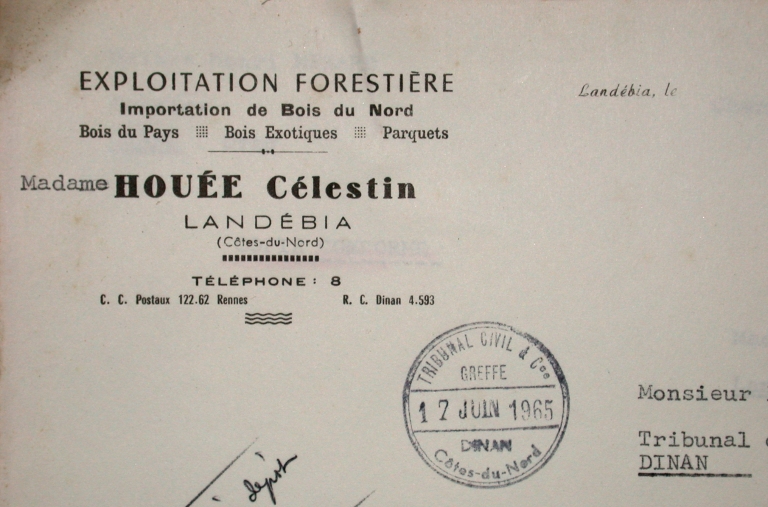 EXPLOITATION FORESTIÈRE
Importation de Bois du Nord
Bois du Pays Bois Exotiques Parquets
Madame HOUÉE Célestin
LANDÉBIA
(Côtes-du-Nord)
TÉLÉPHONE : 8
C. C. Postaux 122.62 Rennes R. C. Dinan 4.593
Landébia, le
TRIBUNAL CIVIL & Cce
GREFFE
17 JUIN 1965
DINAN
Côtes-du-Nord
Monsieur
Tribunal
DINAN
dépôt